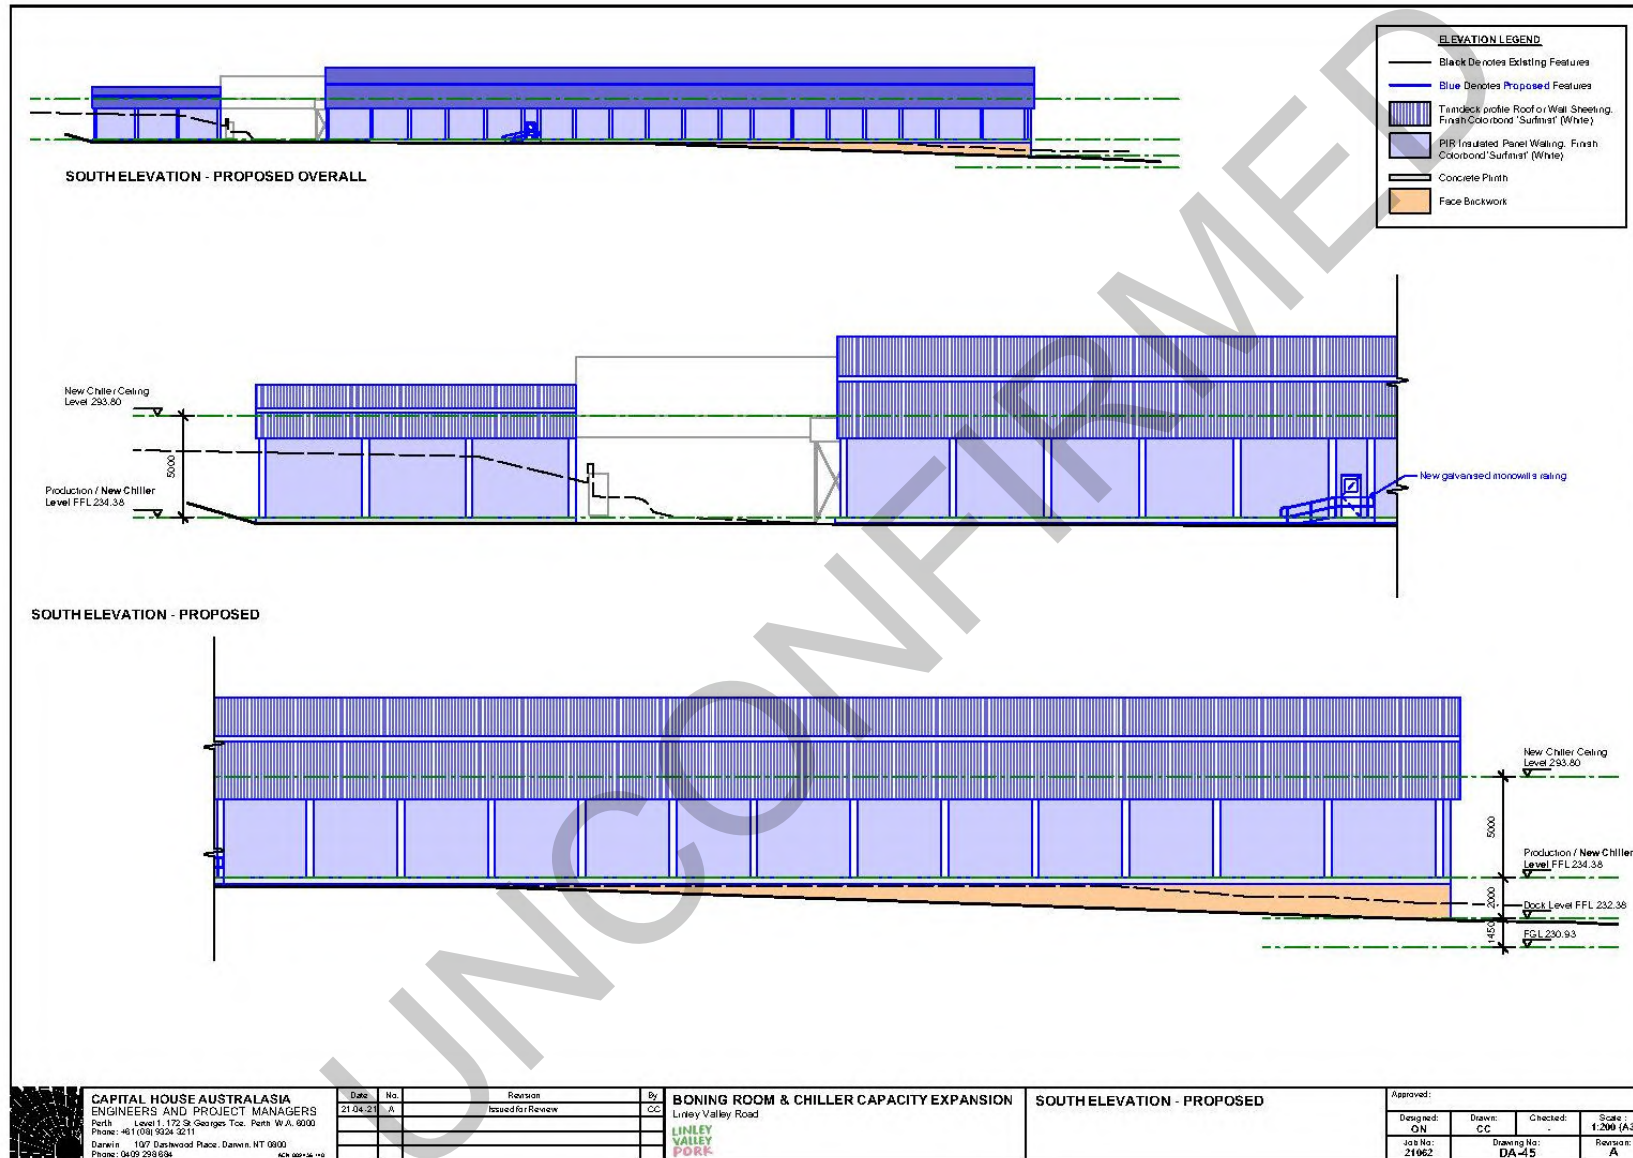 ELEVATION LEGEND
Black Denotes Existing Features
Blue Denotes Proposed Features
Trimdeck profile Roof or Wall Sheeting.
Finish Colorbond 'Surfmist' (White)
PIR Insulated Panel Walling. Finish
Colorbond 'Surfmist' (White)
Concrete Plinth
Face Brickwork
SOUTH ELEVATION - PROPOSED OVERALL
New Chiller Ceiling
Level 293.80
5000
Production / New Chiller
Level FFL 234.38
New galvanised monowills railing
SOUTH ELEVATION - PROPOSED
New Chiller Ceiling
Level 293.80
5000
Production / New Chiller
Level FFL 234.38
2000
Dock Level FFL 232.38
1450
FGL 230.93
UNCONFIRMED
CAPITAL HOUSE AUSTRALASIA
ENGINEERS AND PROJECT MANAGERS
Perth Level 1, 172 St Georges Tce. Perth W.A. 6000
Phone: +61 (08) 9324 3211
Darwin 10/7 Dashwood Place. Darwin. NT 0800
Phone: 0409 298 684
Date No. Revision By
21-04-21 A Issued for Review CC
BONING ROOM & CHILLER CAPACITY EXPANSION
Linley Valley Road
LINLEY
VALLEY
PORK
SOUTH ELEVATION - PROPOSED
Approved:
Designed: Drawn: Checked: Scale :
ON CC - 1:200 (A3
Job No: Drawing No: Revision:
21062 DA-45 A